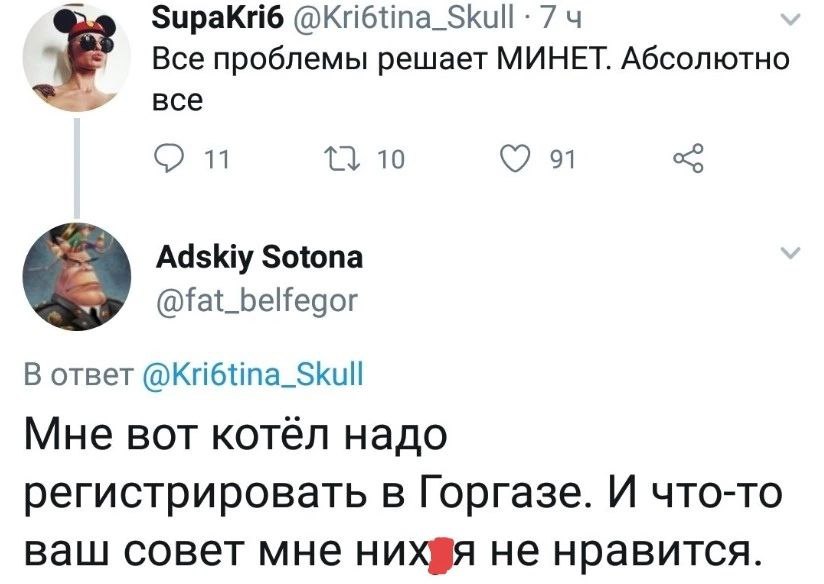 SupaKri6 @Kri6tina_Skull · 7 ч
Все проблемы решает МИНЕТ. Абсолютно
все
11 10 91
Adskiy Sotona
@fat_belfegor
В ответ @Kri6tina_Skull
Мне вот котёл надо
регистрировать в Горгазе. И что-то
ваш совет мне них я не нравится.